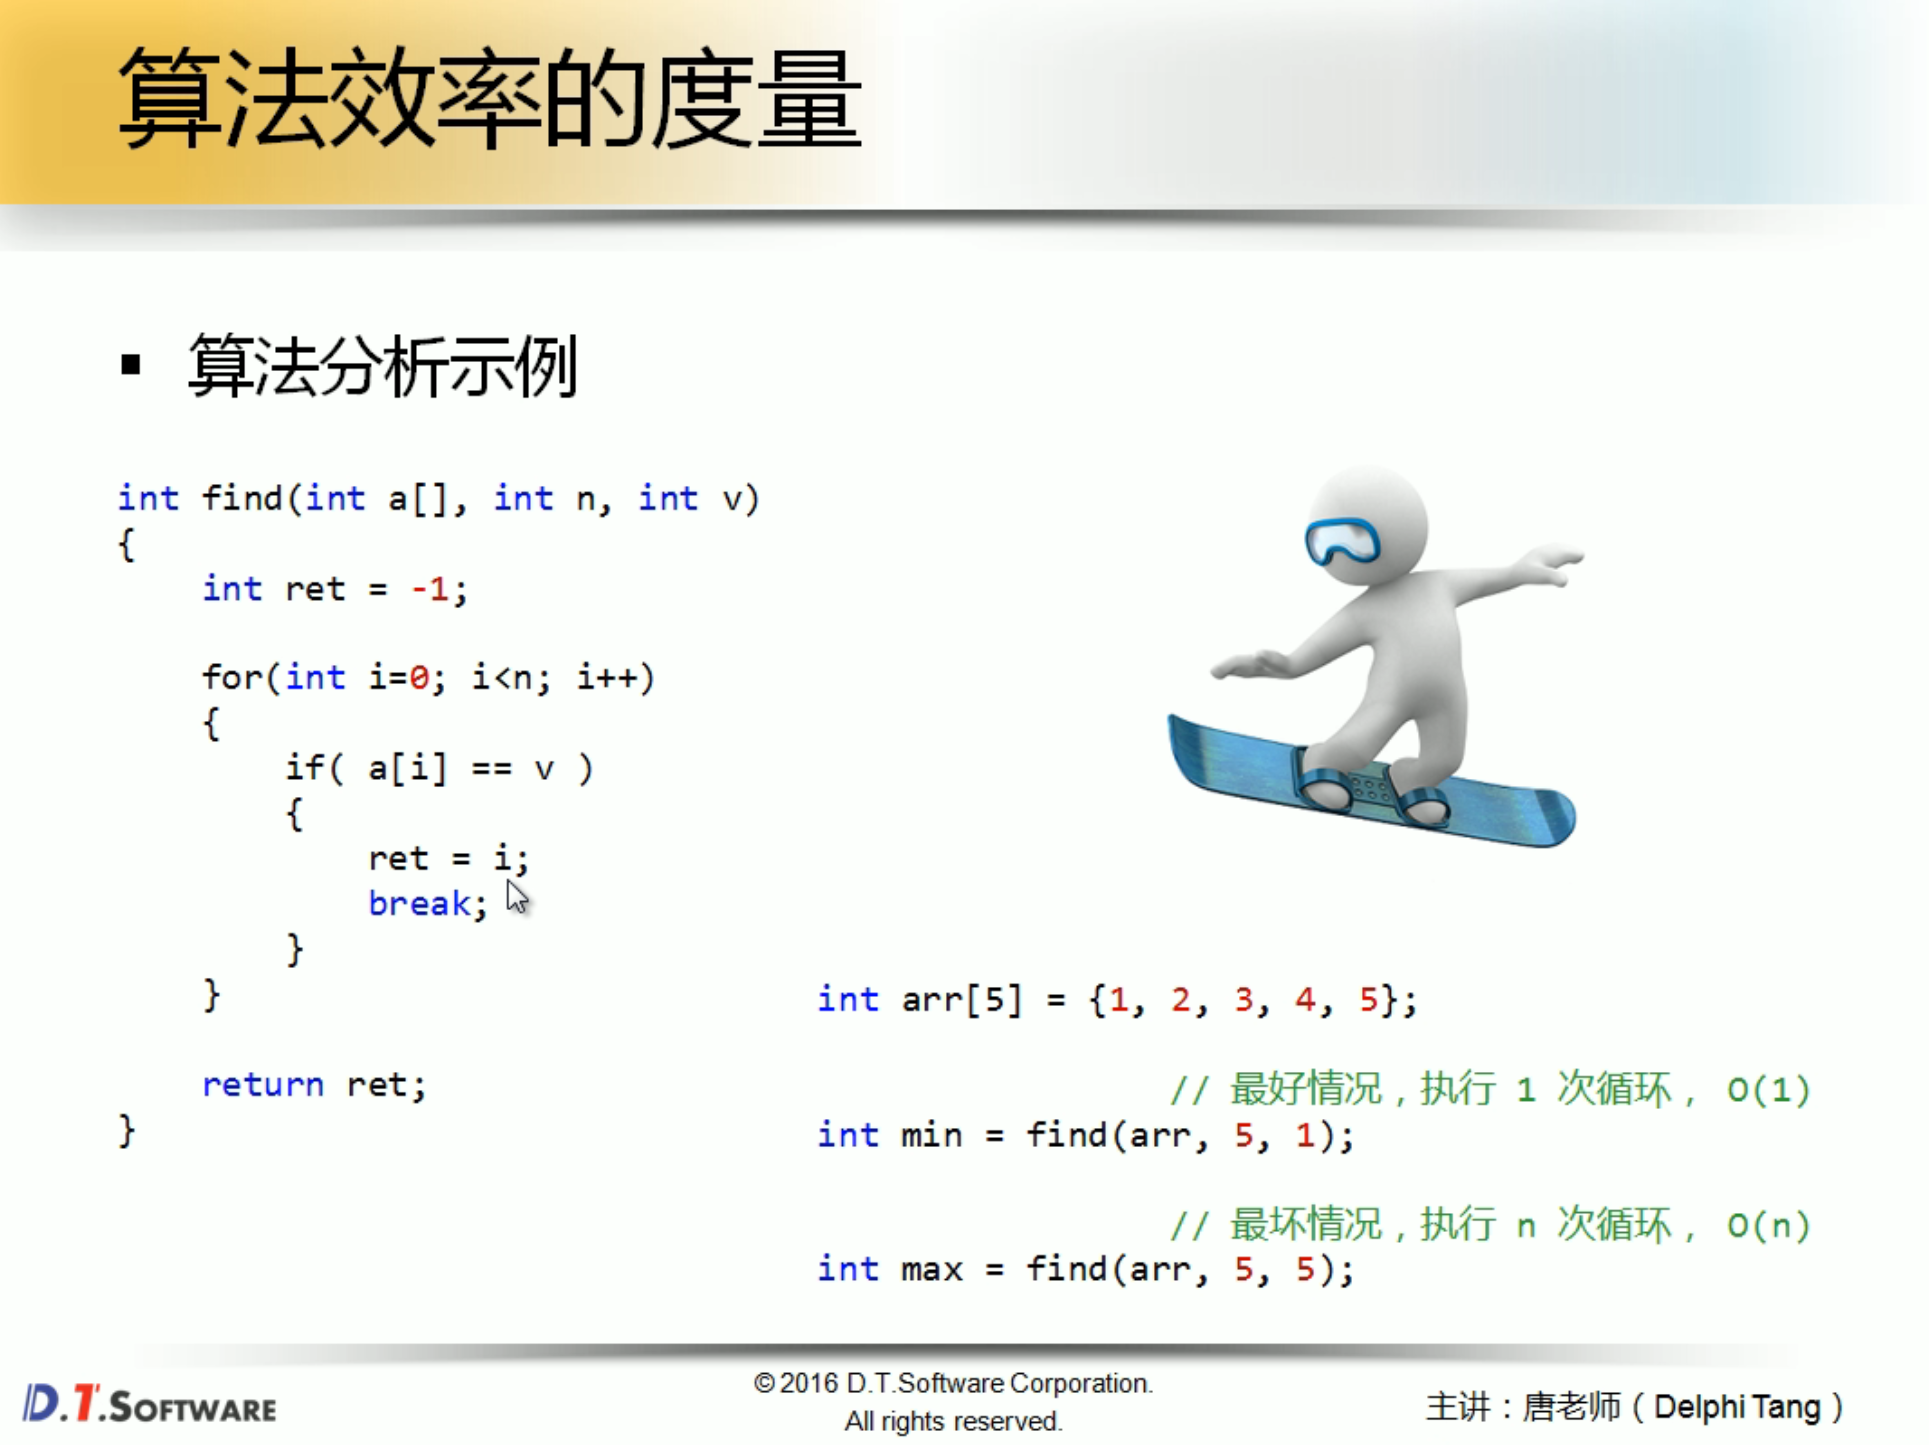 算法效率的度量
▪ 算法分析示例
int find(int a[], int n, int v)
{
    int ret = -1;
    for(int i=0; i<n; i++)
    {
        if( a[i] == v )
        {
            ret = i;
            break;
        }
    }
    return ret;
}
int arr[5] = {1, 2, 3, 4, 5};
// 最好情况，执行 1 次循环， O(1)
int min = find(arr, 5, 1);
// 最坏情况，执行 n 次循环， O(n)
int max = find(arr, 5, 5);
D.T.SOFTWARE
© 2016 D.T.Software Corporation.
All rights reserved.
主讲：唐老师（Delphi Tang）